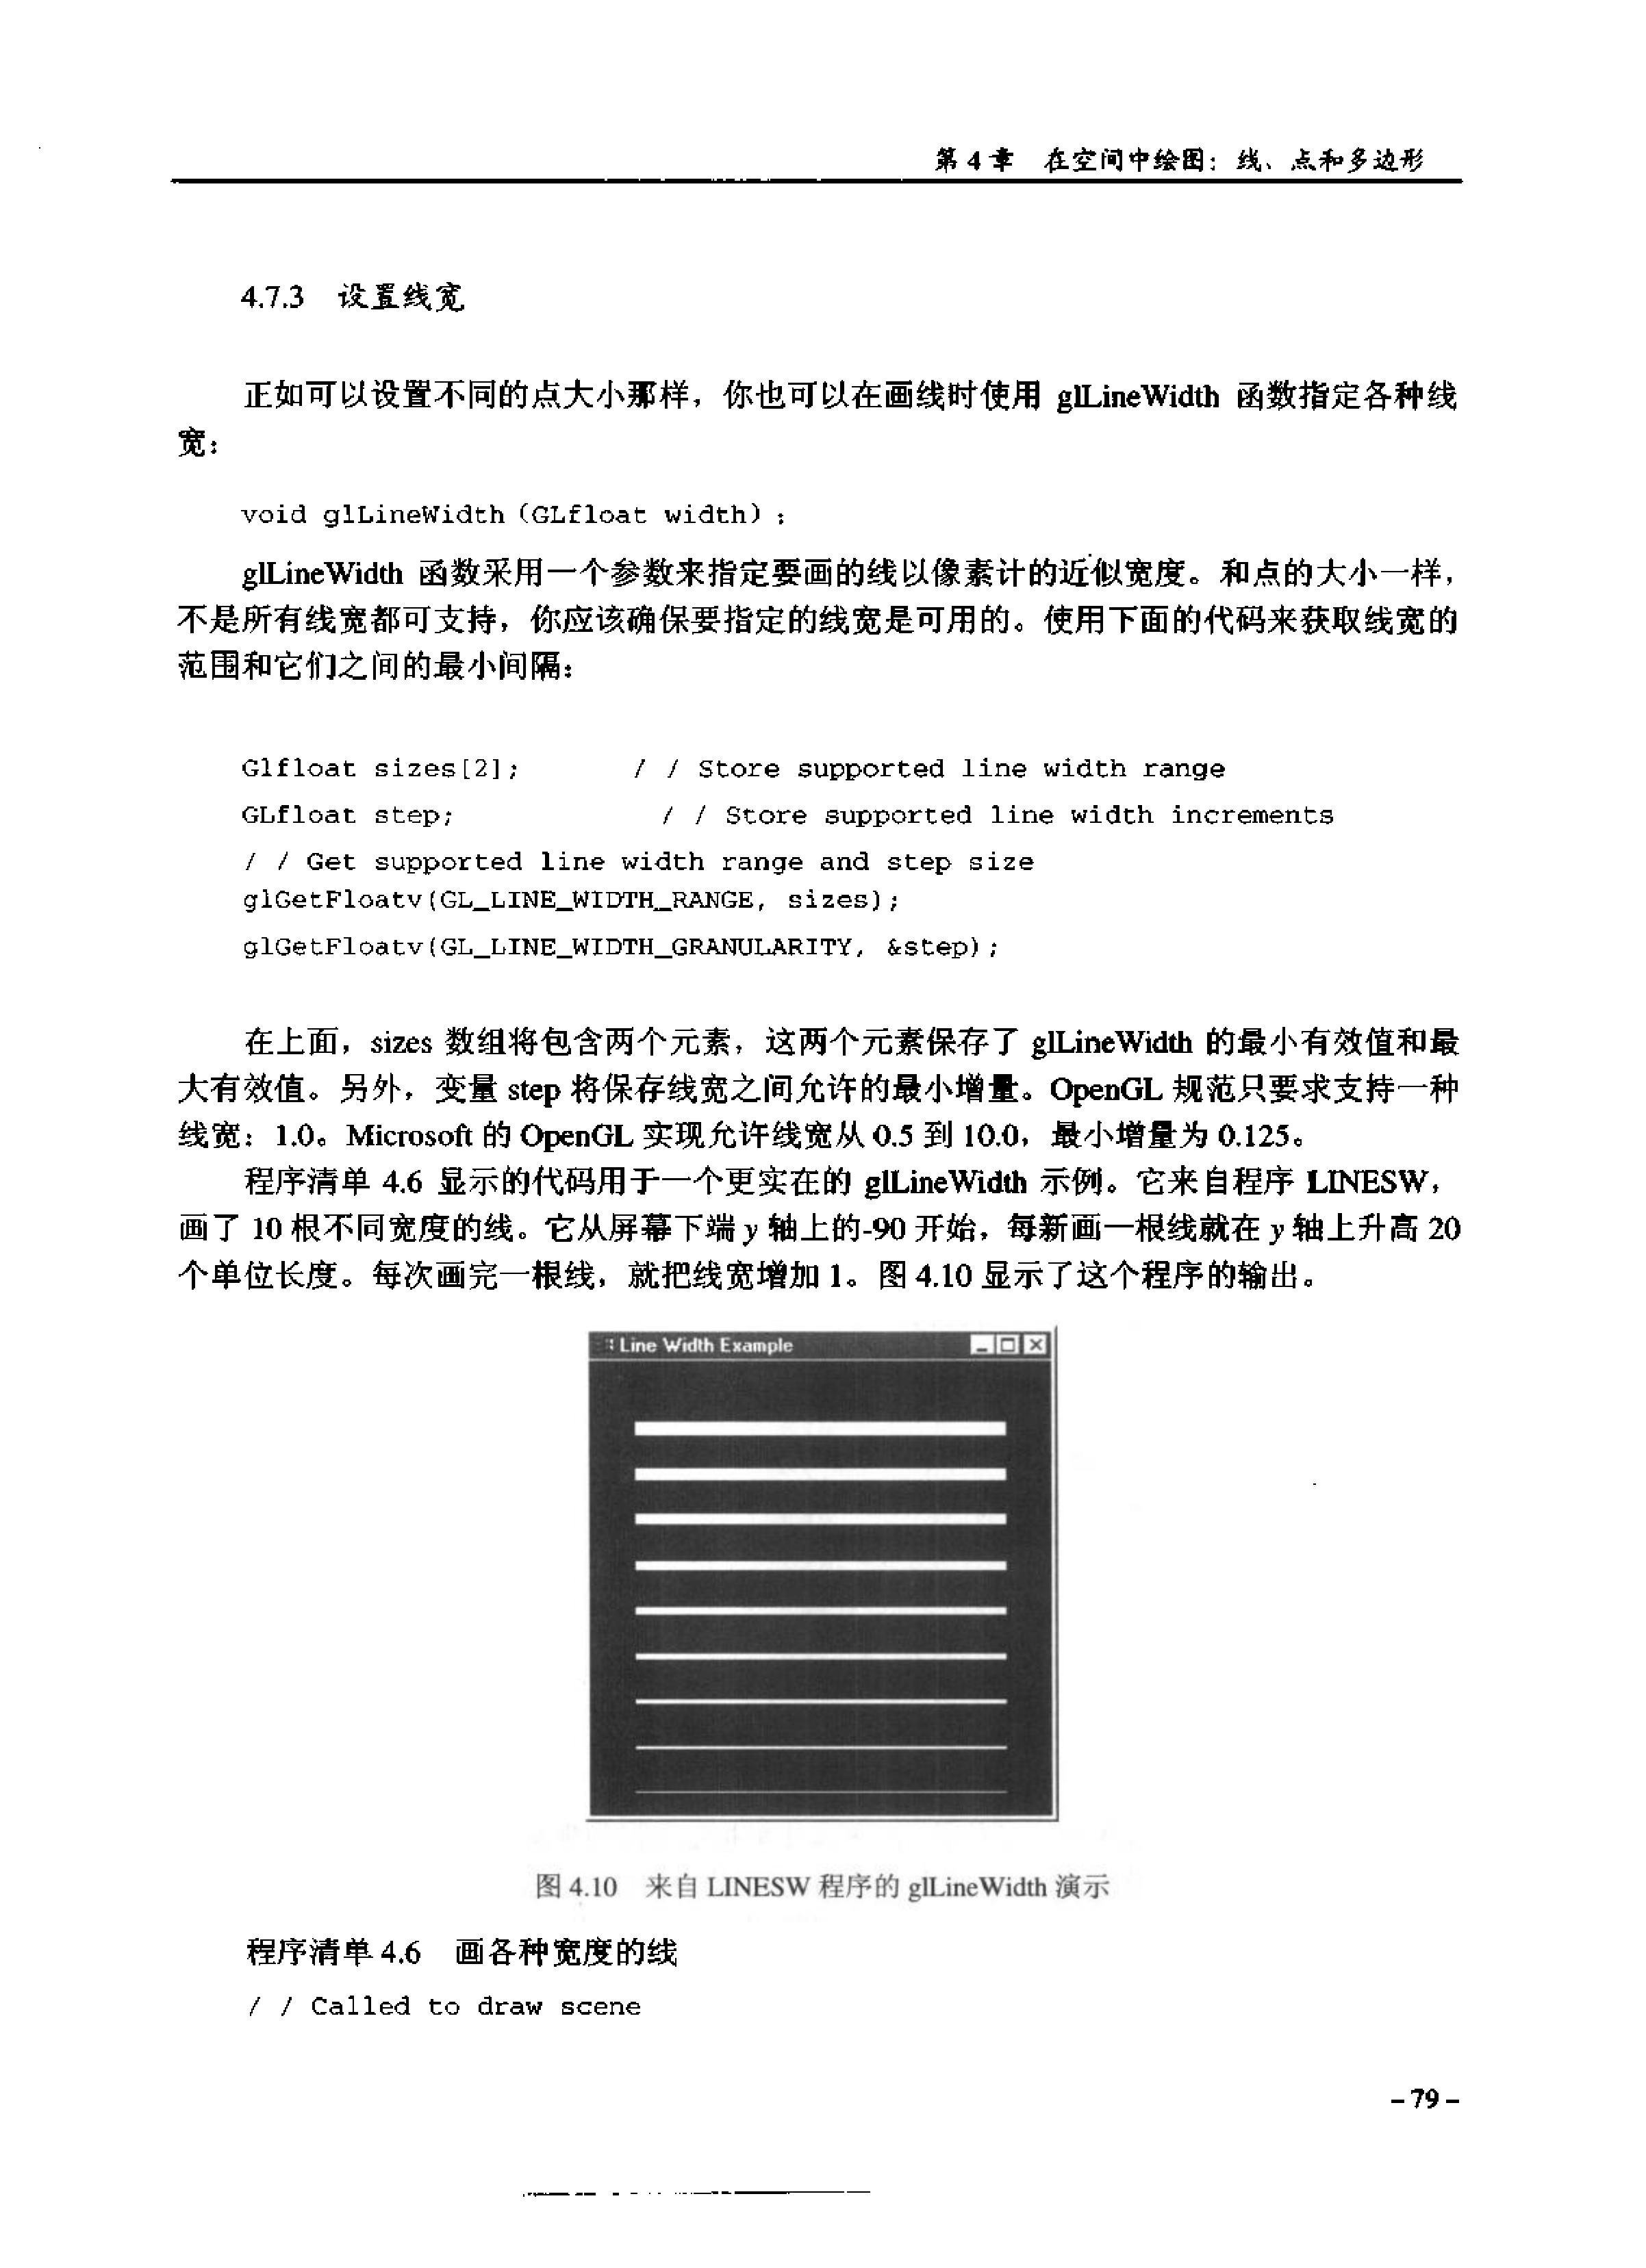 第 4 章　在空间中绘图：线、点和多边形
4.7.3　设置线宽
正如可以设置不同的点大小那样，你也可以在画线时使用 glLineWidth 函数指定各种线
宽：
void glLineWidth（GLfloat width）;
glLineWidth 函数采用一个参数来指定要画的线以像素计的近似宽度。和点的大小一样，
不是所有线宽都可支持，你应该确保要指定的线宽是可用的。使用下面的代码来获取线宽的
范围和它们之间的最小间隔：
Glfloat sizes[2]; / / Store supported line width range
GLfloat step; / / Store supported line width increments
/ / Get supported line width range and step size
glGetFloatv(GL_LINE_WIDTH_RANGE, sizes);
glGetFloatv(GL_LINE_WIDTH_GRANULARITY, &step);
在上面，sizes 数组将包含两个元素，这两个元素保存了 glLineWidth 的最小有效值和最
大有效值。另外，变量 step 将保存线宽之间允许的最小增量。OpenGL 规范只要求支持一种
线宽：1.0。Microsoft 的 OpenGL 实现允许线宽从 0.5 到 10.0，最小增量为 0.125。
程序清单 4.6 显示的代码用于一个更实在的 glLineWidth 示例。它来自程序 LINESW，
画了 10 根不同宽度的线。它从屏幕下端 y 轴上的-90 开始，每新画一根线就在 y 轴上升高 20
个单位长度。每次画完一根线，就把线宽增加 1。图 4.10 显示了这个程序的输出。
Line Width Example
图 4.10　来自 LINESW 程序的 glLineWidth 演示
程序清单 4.6　画各种宽度的线
/ / Called to draw scene
- 79 -